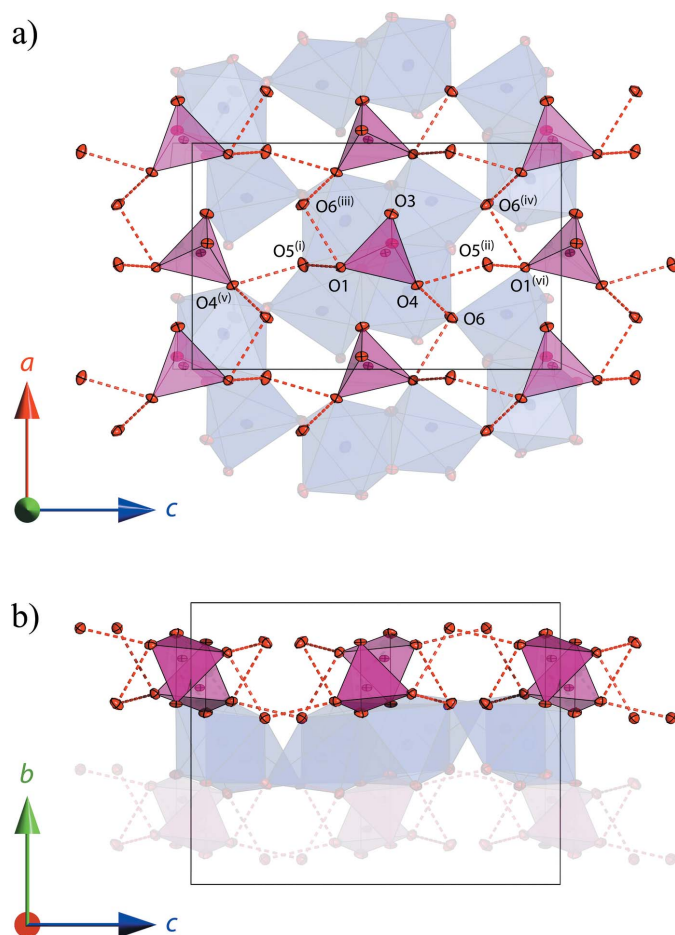 a)
O6(iii)
O3
O6(iv)
O5(i)
O5(ii)
O1
O4
O1(vi)
O4(v)
O6
a
c
b)
b
c